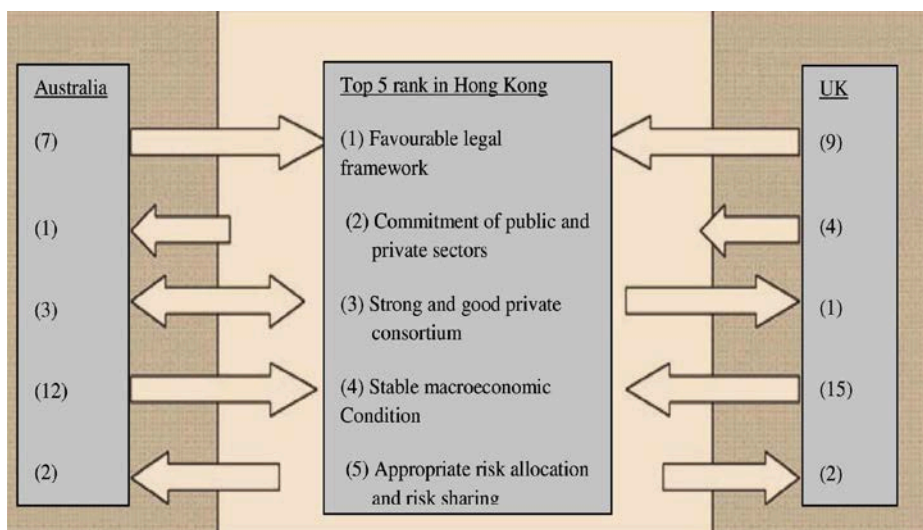 Australia
(7)
(1)
(3)
(12)
(2)
Top 5 rank in Hong Kong
(1) Favourable legal
framework
(2) Commitment of public and
private sectors
(3) Strong and good private
consortium
(4) Stable macroeconomic
Condition
(5) Appropriate risk allocation
and risk sharing
UK
(9)
(4)
(1)
(15)
(2)